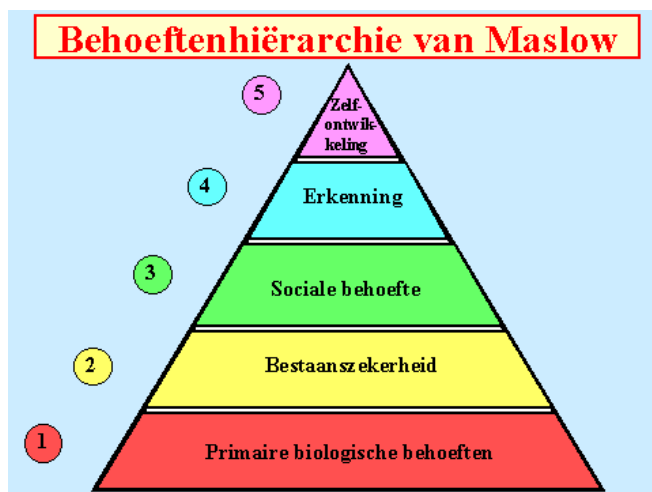 Behoeftenhiërarchie van Maslow
5
Zelf-
ontwik-
keling
4
Erkenning
3
Sociale behoefte
2
Bestaanszekerheid
1
Primaire biologische behoeften